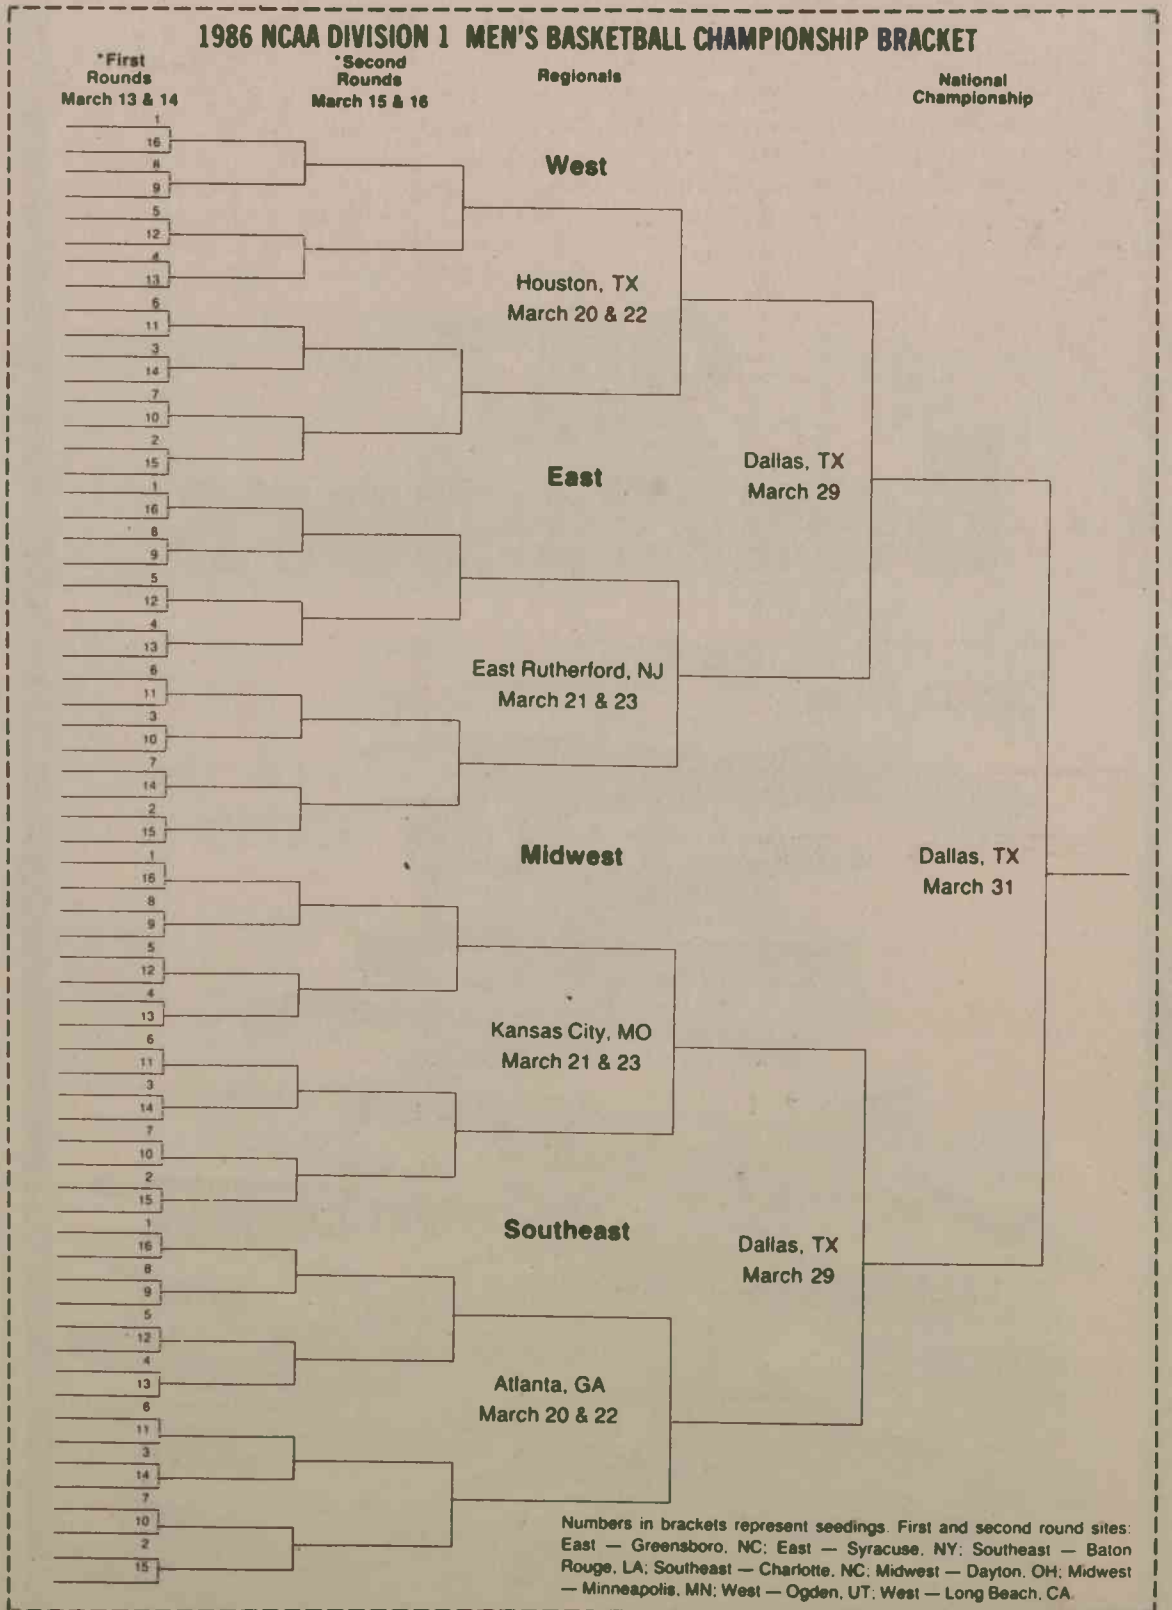 1986 NCAA DIVISION 1 MEN'S BASKETBALL CHAMPIONSHIP BRACKET
*First
Rounds
March 13 & 14
*Second
Rounds
March 15 & 16
Regionals
National
Championship
1
16
8
9
5
12
4
13
6
11
3
14
7
10
2
15
West
Houston, TX
March 20 & 22
1
16
8
9
5
12
4
13
6
11
3
10
7
14
2
15
East
East Rutherford, NJ
March 21 & 23
Dallas, TX
March 29
1
16
8
9
5
12
4
13
6
11
3
14
7
10
2
15
Midwest
Kansas City, MO
March 21 & 23
Dallas, TX
March 31
1
16
8
9
5
12
4
13
6
11
3
14
7
10
2
15
Southeast
Atlanta, GA
March 20 & 22
Dallas, TX
March 29
Numbers in brackets represent seedings. First and second round sites:
East — Greensboro, NC; East — Syracuse, NY; Southeast — Baton
Rouge, LA; Southeast — Charlotte, NC; Midwest — Dayton, OH; Midwest
— Minneapolis, MN; West — Ogden, UT; West — Long Beach, CA.